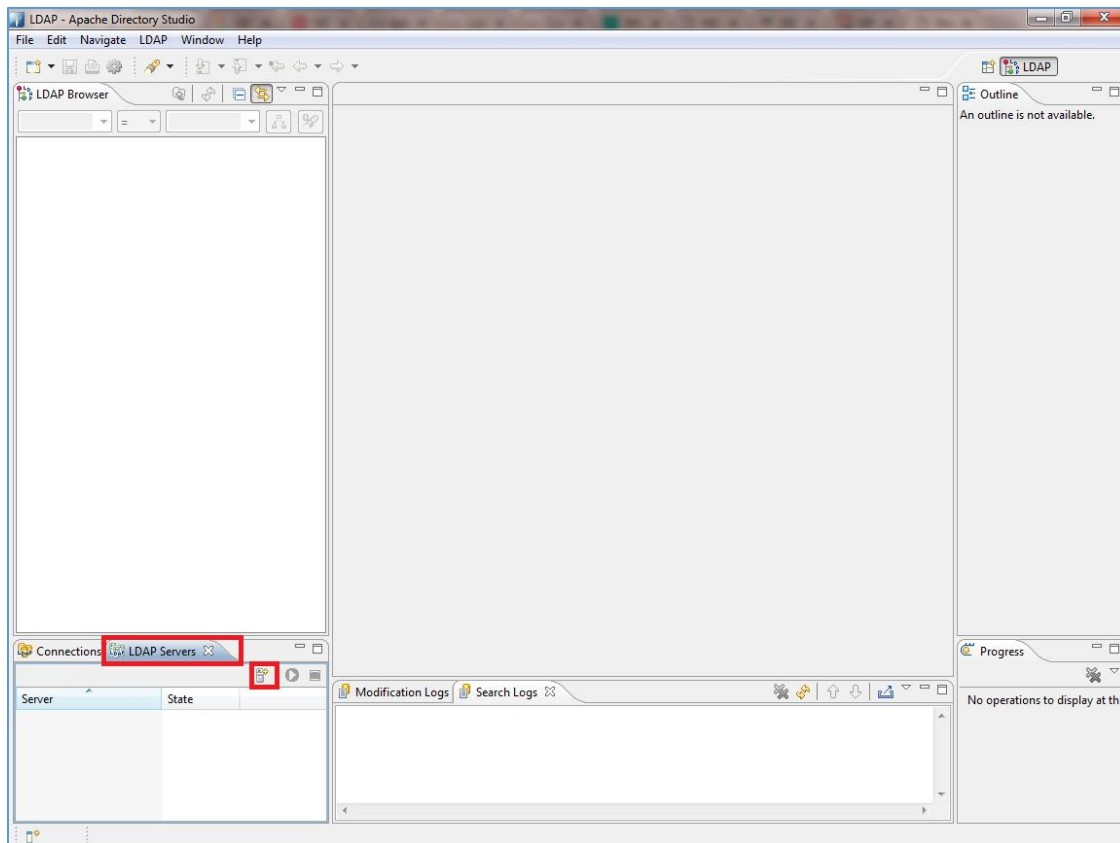 LDAP - Apache Directory Studio
File Edit Navigate LDAP Window Help
LDAP
LDAP Browser
=
Outline
An outline is not available.
Connections
LDAP Servers
Server State
Modification Logs Search Logs
Progress
No operations to display at th